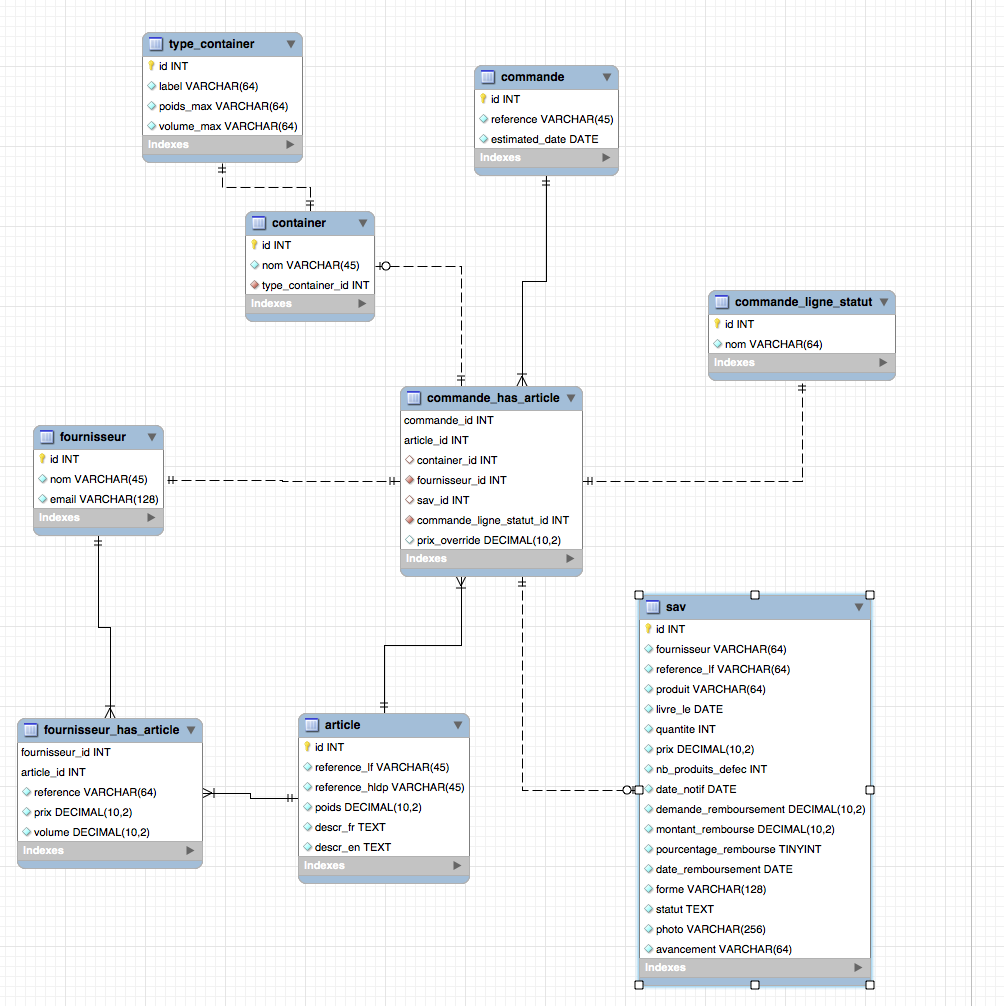 type_container
id INT
label VARCHAR(64)
poids_max VARCHAR(64)
volume_max VARCHAR(64)
Indexes
commande
id INT
reference VARCHAR(45)
estimated_date DATE
Indexes
container
id INT
nom VARCHAR(45)
type_container_id INT
Indexes
commande_ligne_statut
id INT
nom VARCHAR(64)
Indexes
commande_has_article
commande_id INT
article_id INT
container_id INT
fournisseur_id INT
sav_id INT
commande_ligne_statut_id INT
prix_override DECIMAL(10,2)
Indexes
fournisseur
id INT
nom VARCHAR(45)
email VARCHAR(128)
Indexes
sav
id INT
fournisseur VARCHAR(64)
reference_lf VARCHAR(64)
produit VARCHAR(64)
livre_le DATE
quantite INT
prix DECIMAL(10,2)
nb_produits_defec INT
date_notif DATE
demande_remboursement DECIMAL(10,2)
montant_rembourse DECIMAL(10,2)
pourcentage_rembourse TINYINT
date_remboursement DATE
forme VARCHAR(128)
statut TEXT
photo VARCHAR(256)
avancement VARCHAR(64)
Indexes
fournisseur_has_article
fournisseur_id INT
article_id INT
reference VARCHAR(64)
prix DECIMAL(10,2)
volume DECIMAL(10,2)
Indexes
article
id INT
reference_lf VARCHAR(45)
reference_hldp VARCHAR(45)
poids DECIMAL(10,2)
descr_fr TEXT
descr_en TEXT
Indexes